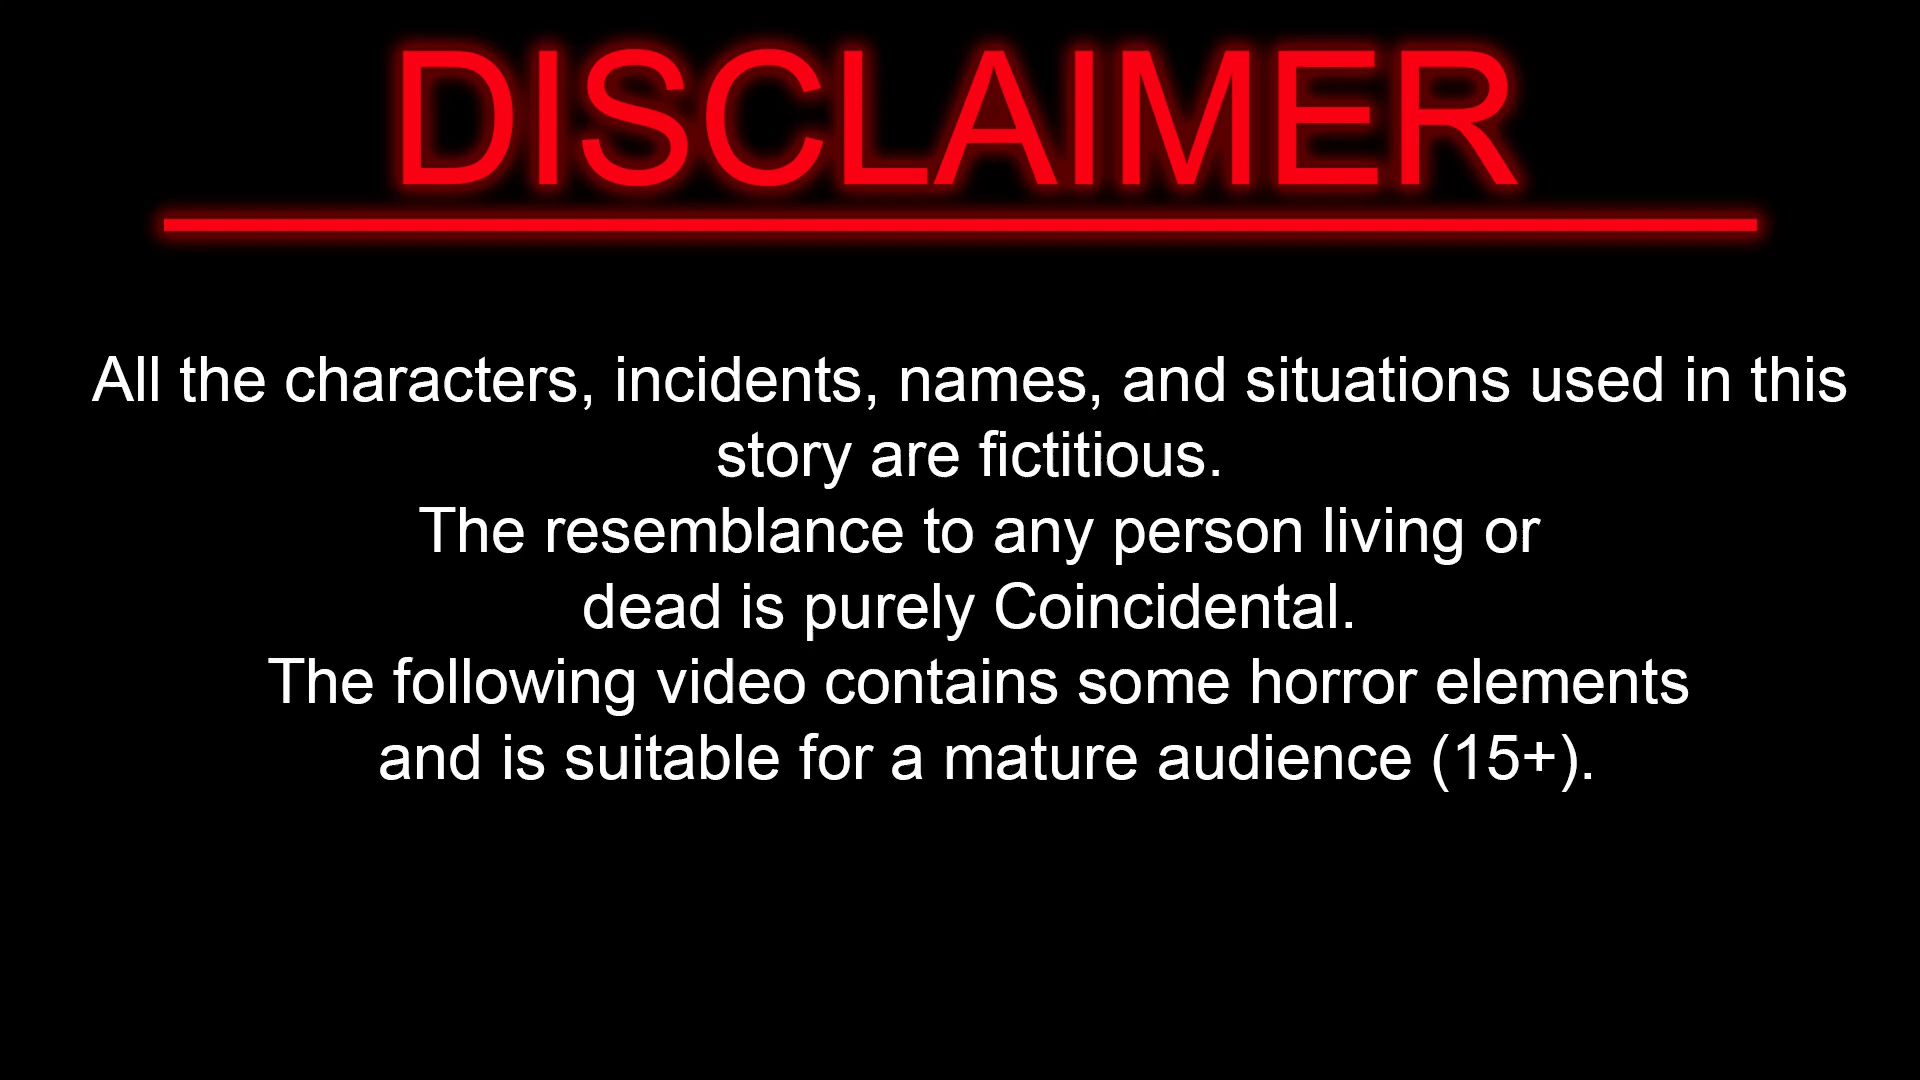 DISCLAIMER
All the characters, incidents, names, and situations used in this
story are fictitious.
The resemblance to any person living or
dead is purely Coincidental.
The following video contains some horror elements
and is suitable for a mature audience (15+).